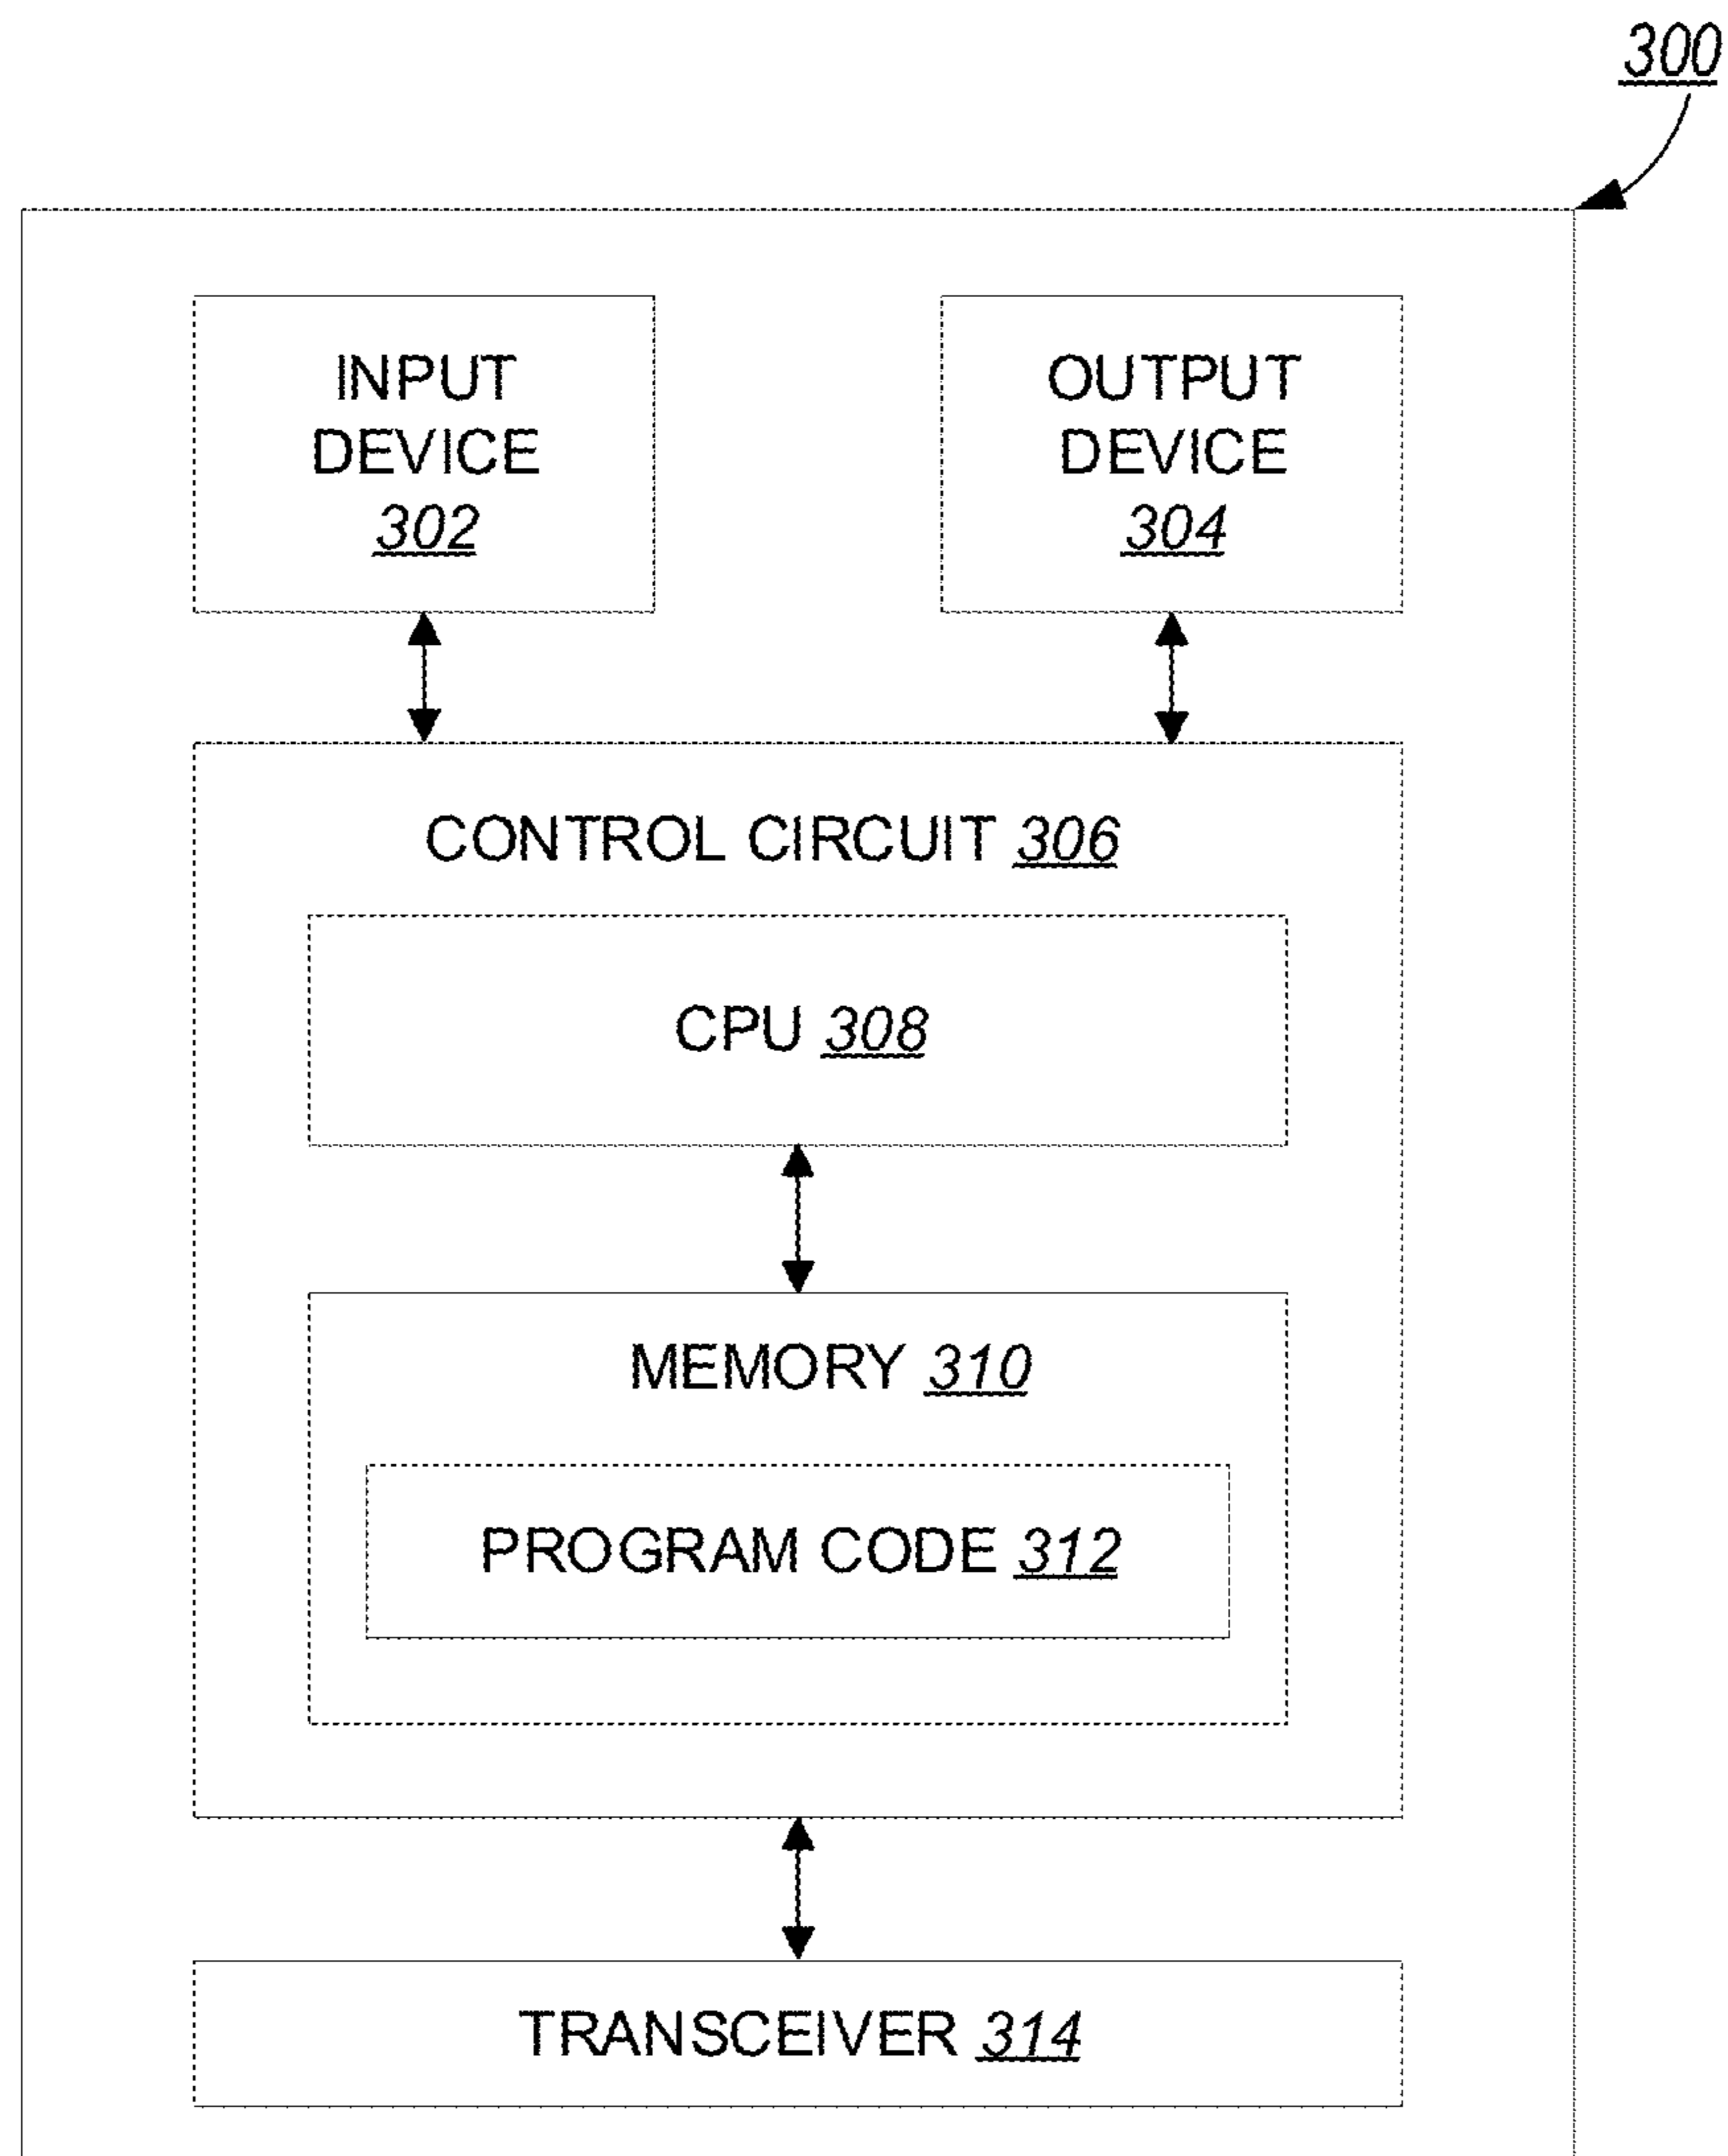 300
INPUT
DEVICE
302
OUTPUT
DEVICE
304
CONTROL CIRCUIT 306
CPU 308
MEMORY 310
PROGRAM CODE 312
TRANSCEIVER 314